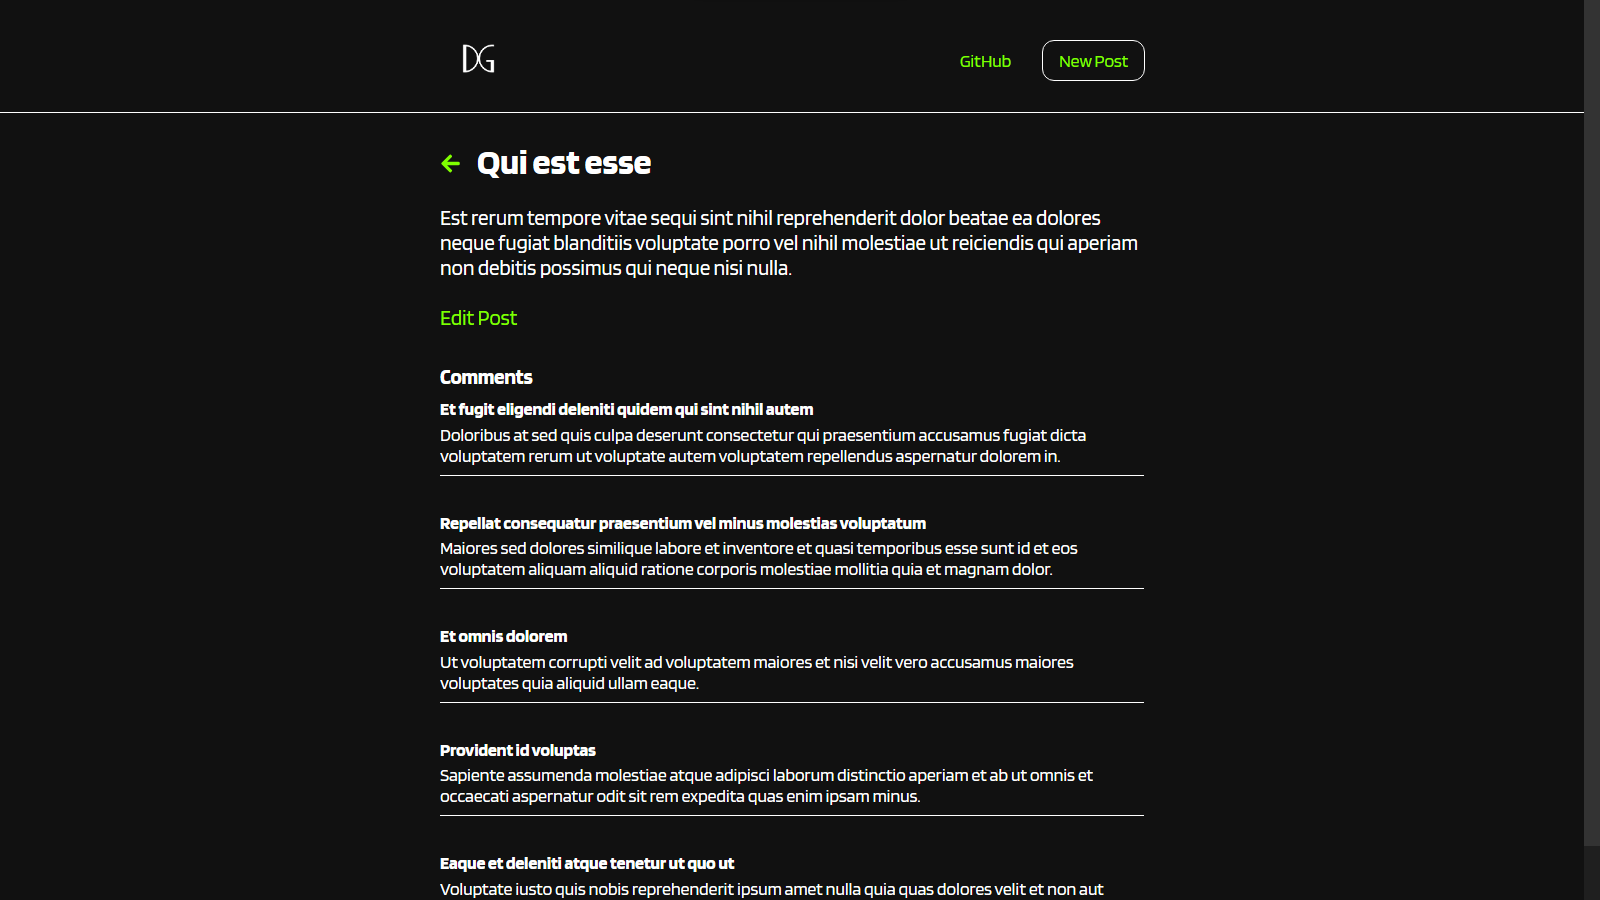 DG
GitHub
New Post
Qui est esse
Est rerum tempore vitae sequi sint nihil reprehenderit dolor beatae ea dolores
neque fugiat blanditiis voluptate porro vel nihil molestiae ut reiciendis qui aperiam
non debitis possimus qui neque nisi nulla.
Edit Post
Comments
Et fugit eligendi deleniti quidem qui sint nihil autem
Doloribus at sed quis culpa deserunt consectetur qui praesentium accusamus fugiat dicta
voluptatem rerum ut voluptate autem voluptatem repellendus aspernatur dolorem in.
Repellat consequatur praesentium vel minus molestias voluptatum
Maiores sed dolores similique labore et inventore et quasi temporibus esse sunt id et eos
voluptatem aliquam aliquid ratione corporis molestiae mollitia quia et magnam dolor.
Et omnis dolorem
Ut voluptatem corrupti velit ad voluptatem maiores et nisi velit vero accusamus maiores
voluptates quia aliquid ullam eaque.
Provident id voluptas
Sapiente assumenda molestiae atque adipisci laborum distinctio aperiam et ab ut omnis et
occaecati aspernatur odit sit rem expedita quas enim ipsam minus.
Eaque et deleniti atque tenetur ut quo ut
Voluptate iusto quis nobis reprehenderit ipsum amet nulla quia quas dolores velit et non aut